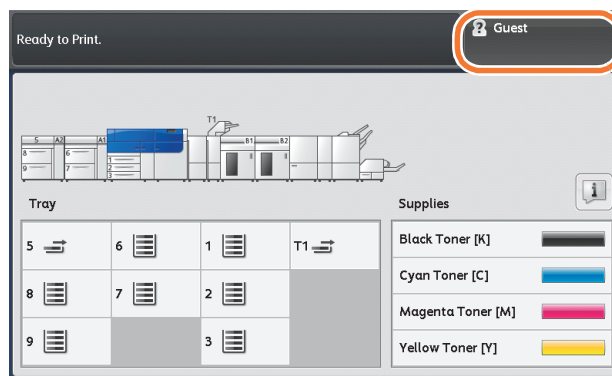 Ready to Print.
Guest
T1
S A2 A1
B1 B2
8 6
9 7
1
2
3
Tray
Supplies
5 6 1 T1
8 7 2
9 3
Black Toner [K]
Cyan Toner [C]
Magenta Toner [M]
Yellow Toner [Y]